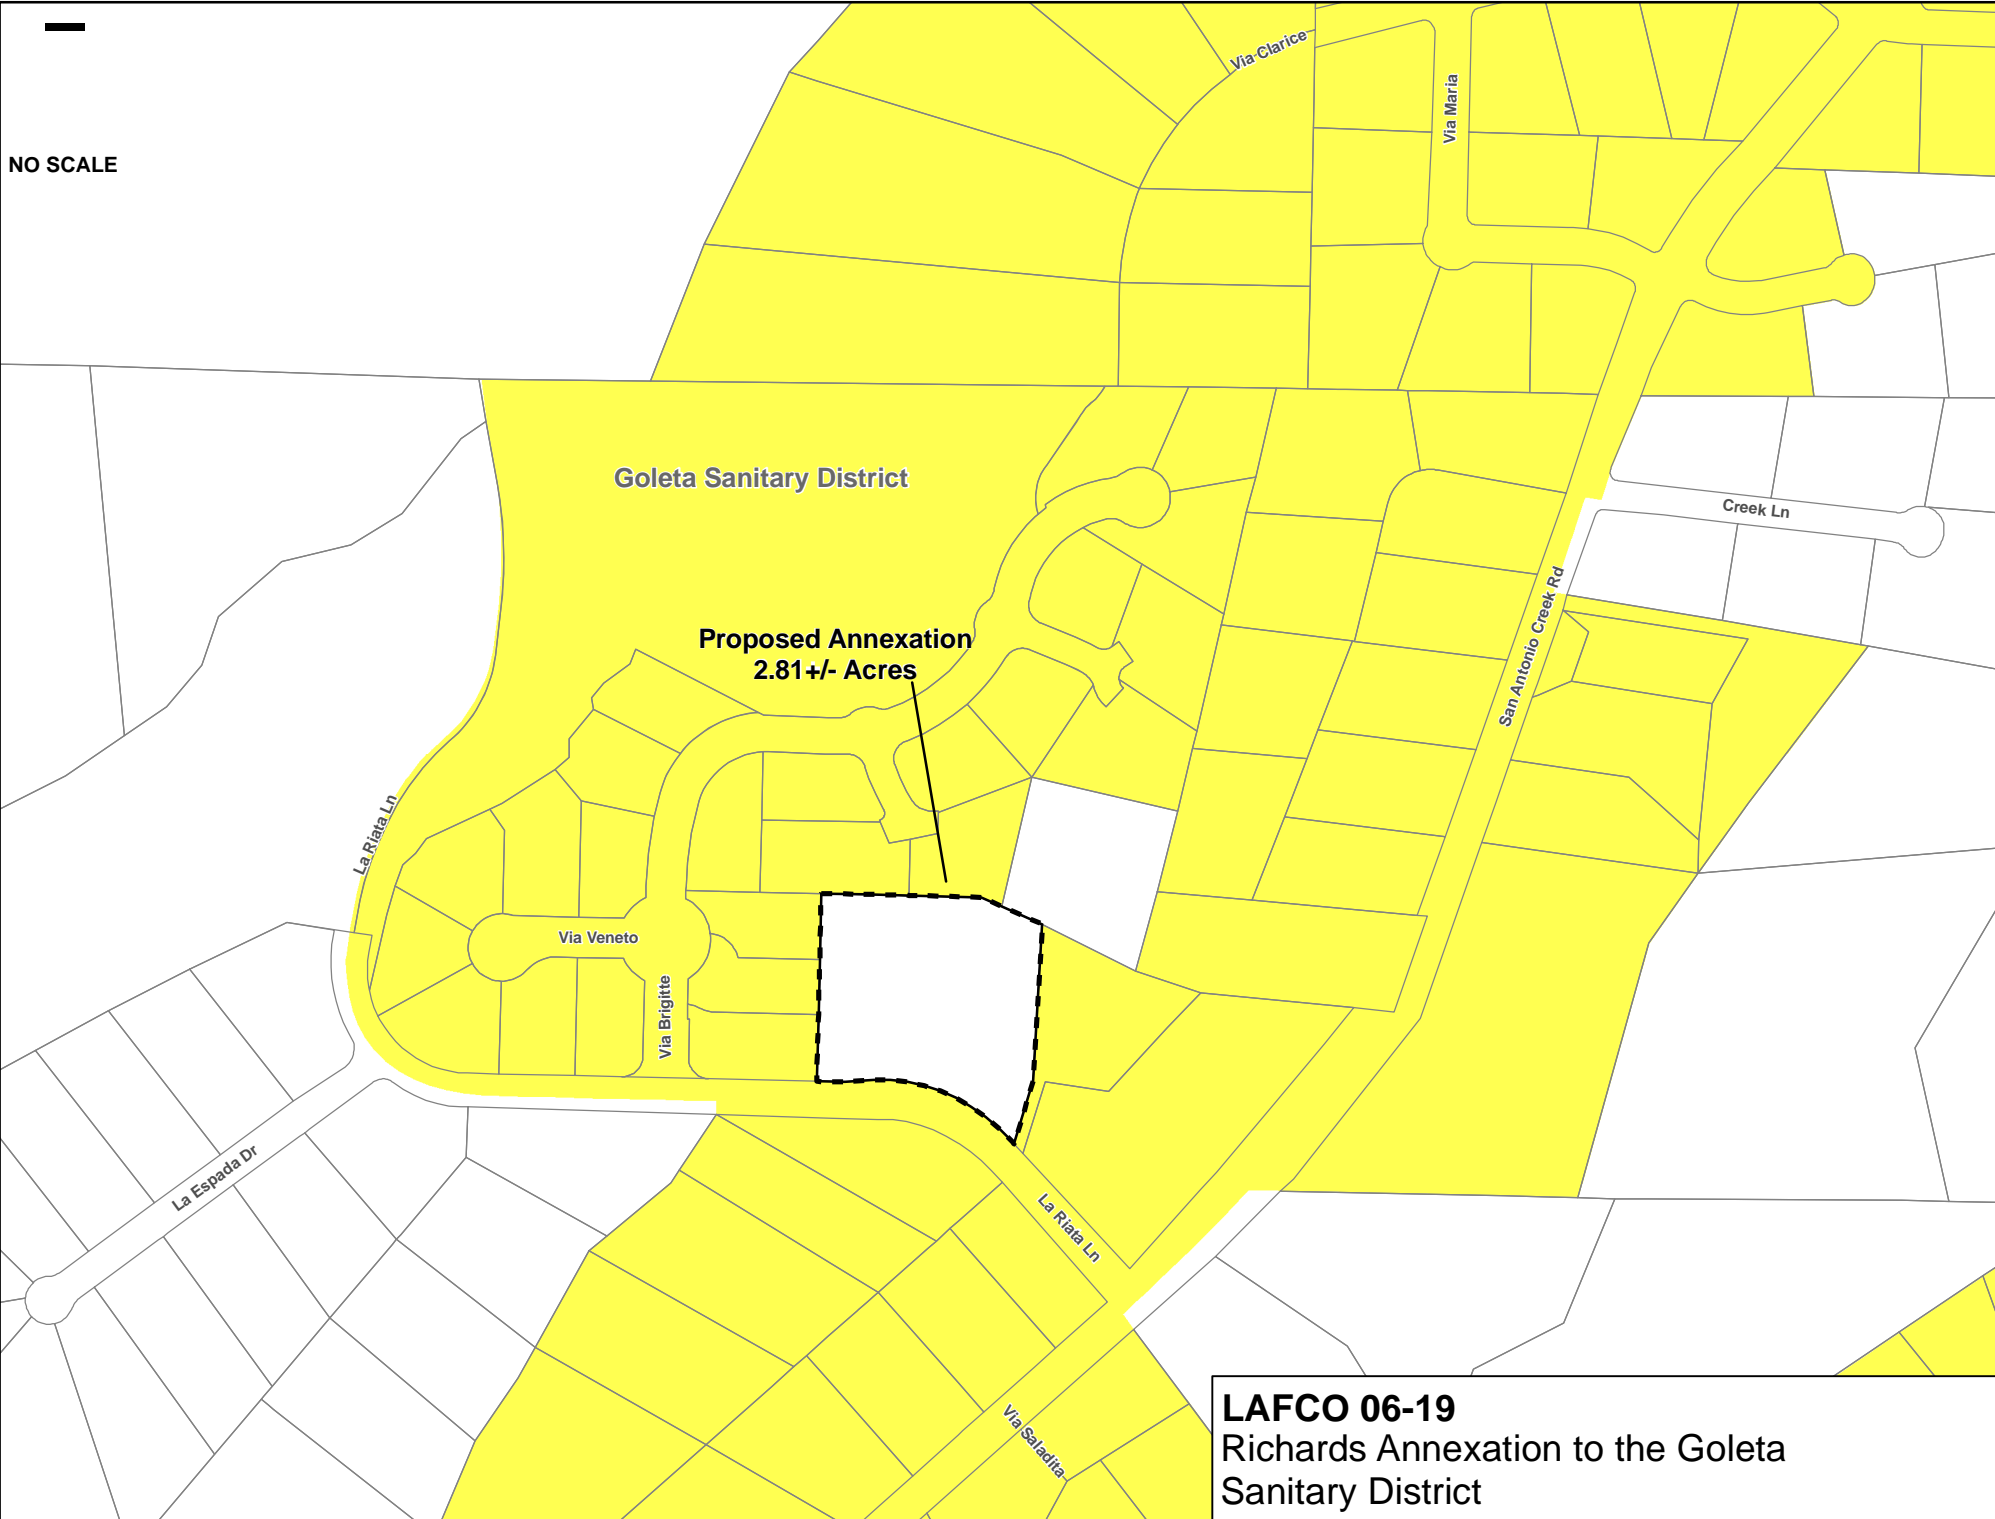 Via Clarice
Via Maria
NO SCALE
Goleta Sanitary District
Creek Ln
Proposed Annexation
2.81+/- Acres
San Antonio Creek Rd
La Riata Ln
Via Veneto
Via Brigitte
La Espada Dr
La Riata Ln
Via Saladita
LAFCO 06-19
Richards Annexation to the Goleta
Sanitary District